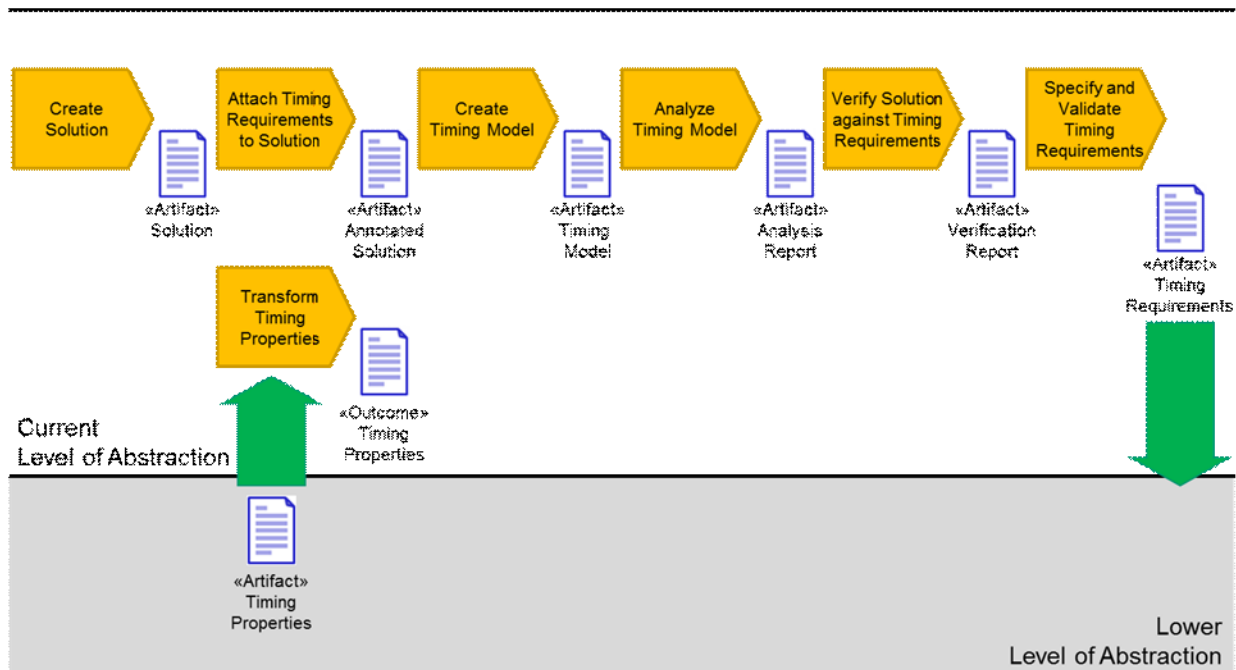 Create
Solution
Attach Timing
Requirements
to Solution
Create
Timing Model
Analyze
Timing Model
Verify Solution
against Timing
Requirements
Specify and
Validate
Timing
Requirements
«Artifact»
Solution
«Artifact»
Annotated
Solution
«Artifact»
Timing
Model
«Artifact»
Analysis
Report
«Artifact»
Verification
Report
«Artifact»
Timing
Requirements
Transform
Timing
Properties
«Outcome»
Timing
Properties
Current
Level of Abstraction
«Artifact»
Timing
Properties
Lower
Level of Abstraction